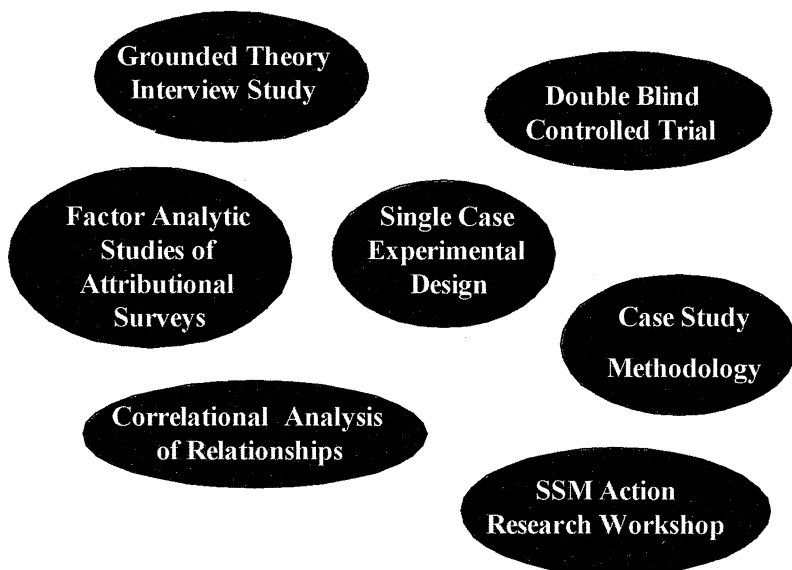 Grounded Theory
Interview Study
Double Blind
Controlled Trial
Factor Analytic
Studies of
Attributional
Surveys
Single Case
Experimental
Design
Case Study
Methodology
Correlational Analysis
of Relationships
SSM Action
Research Workshop